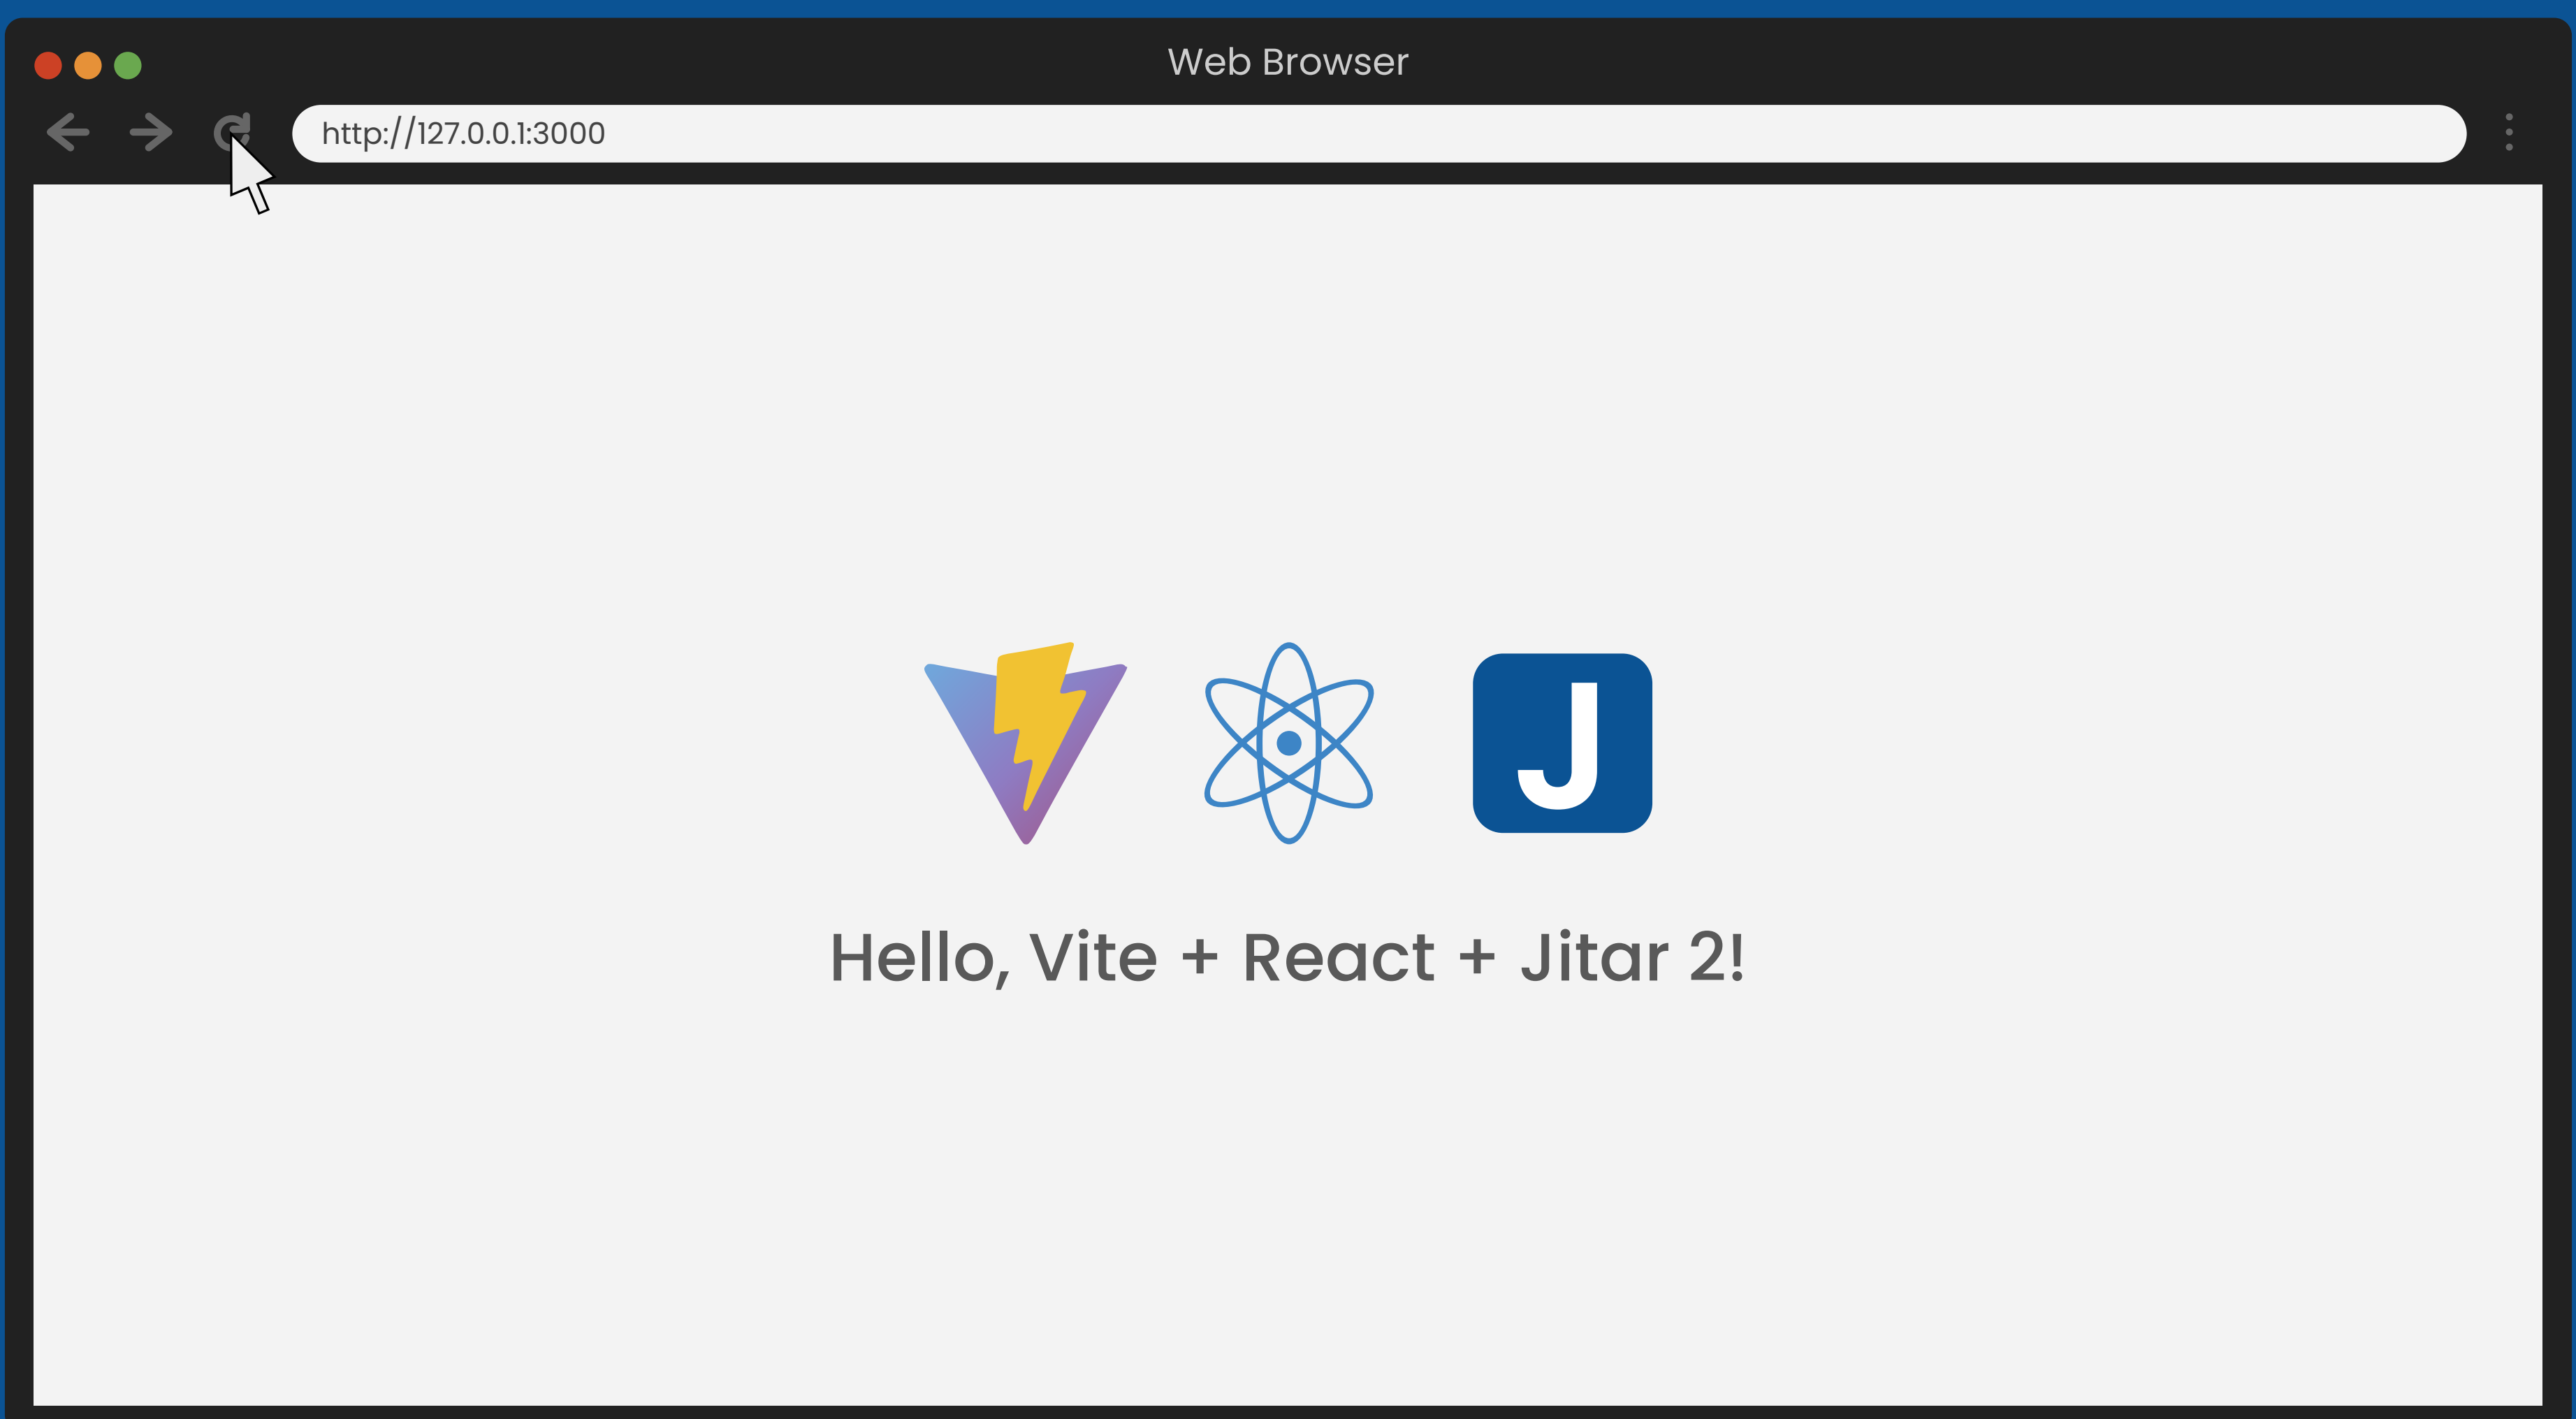 Web Browser
http://127.0.0.1:3000
J
Hello, Vite + React + Jitar 2!